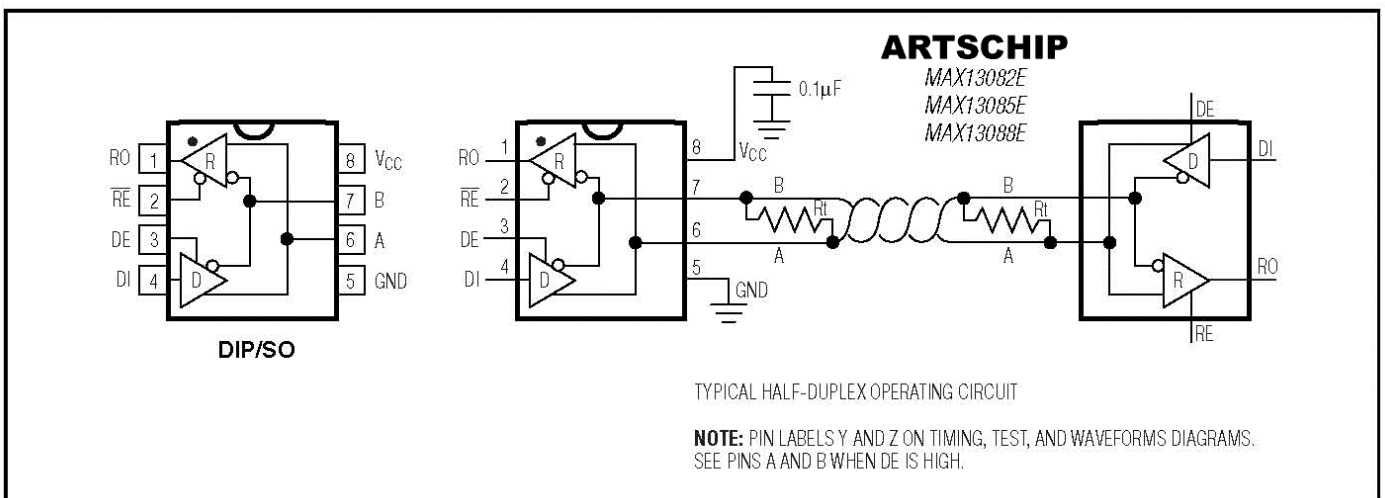 ARTSCHIP
MAX13082E
MAX13085E
MAX13088E
0.1µF
RO 1 R 8 VCC
RE 2 7 B
DE 3 6 A
DI 4 D 5 GND
DIP/SO
RO 1 R 8 VCC
RE 2 7 B
DE 3 Rt 6 A
DI 4 D 5 GND
B Rt
A
DE
D DI
R RO
RE
TYPICAL HALF-DUPLEX OPERATING CIRCUIT
NOTE: PIN LABELS Y AND Z ON TIMING, TEST, AND WAVEFORMS DIAGRAMS.
SEE PINS A AND B WHEN DE IS HIGH.